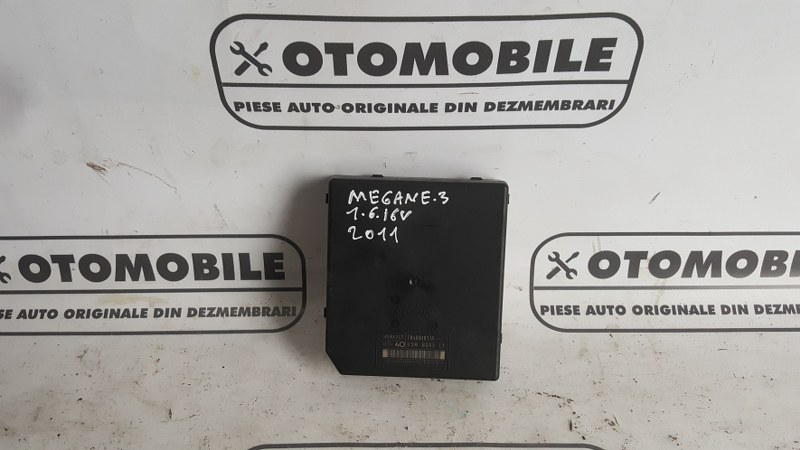 OTOMOBILE
PIESE AUTO ORIGINALE DIN DEZMEMBRARI
MEGANE.3
1.6.16V
2011
OTOMOBILE
PIESE AUTO ORIGINALE DIN DEZMEMBRARI
OTOMOBILE
PIESE AUTO ORIGINALE DIN DEZMEMBRARI